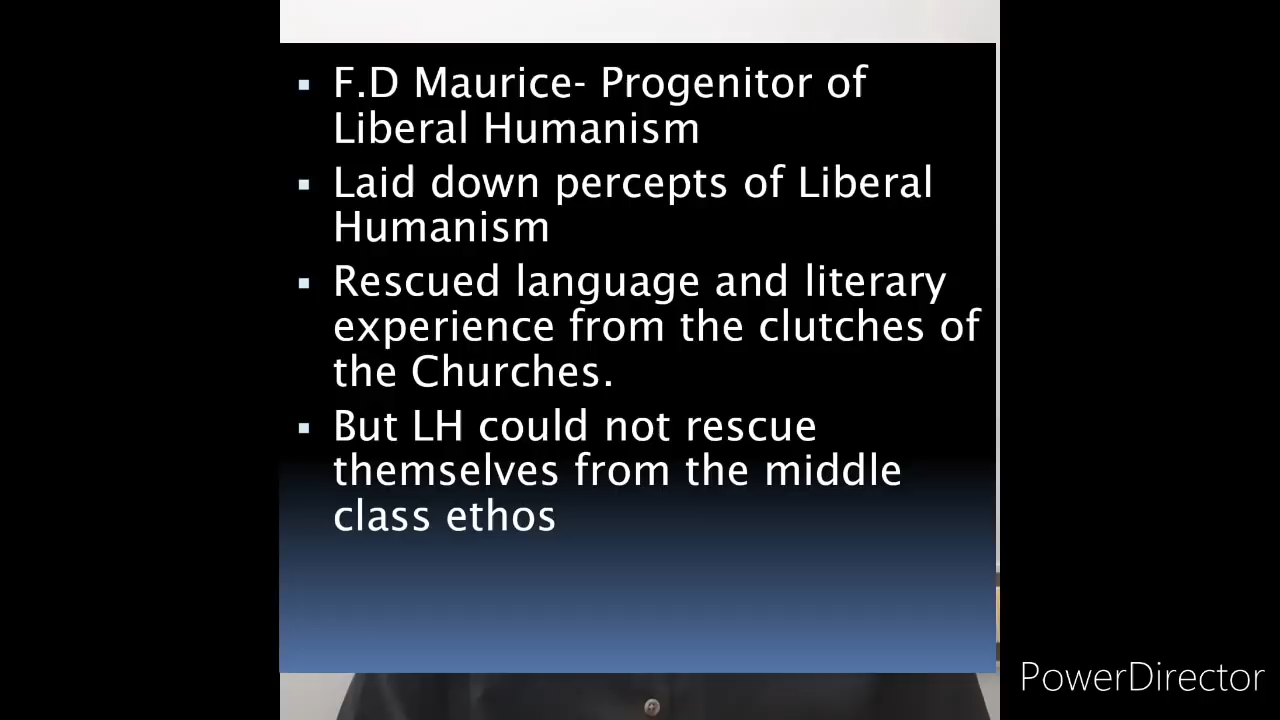 ▪ F.D Maurice- Progenitor of
Liberal Humanism
▪ Laid down percepts of Liberal
Humanism
▪ Rescued language and literary
experience from the clutches of
the Churches.
▪ But LH could not rescue
themselves from the middle
class ethos
PowerDirector